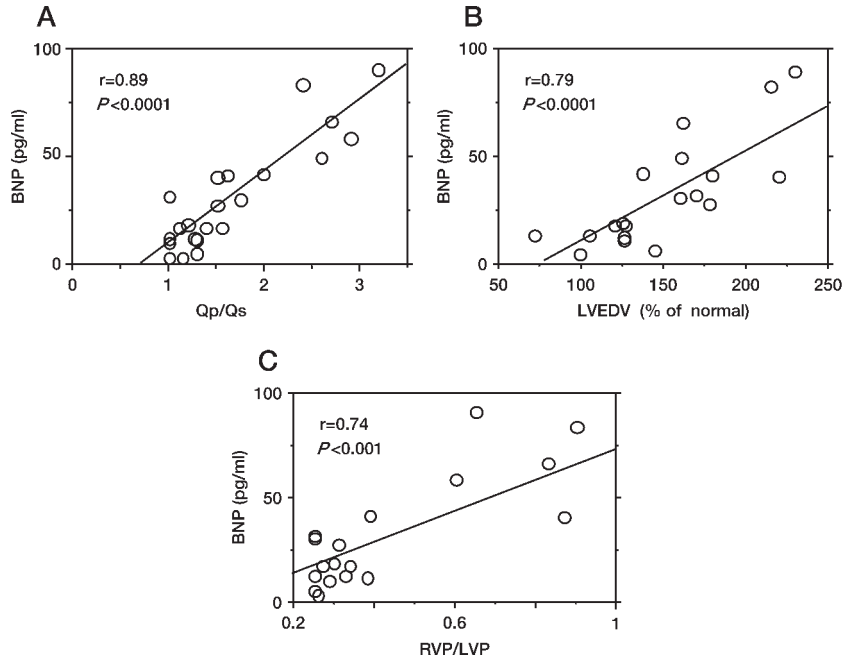 A
100
r=0.89
P<0.0001
BNP (pg/ml)
50
0
0 1 2 3
Qp/Qs
B
100
r=0.79
P<0.0001
BNP (pg/ml)
50
0
50 100 150 200 250
LVEDV (% of normal)
C
100
r=0.74
P<0.001
BNP (pg/ml)
50
0
0.2 0.6 1
RVP/LVP